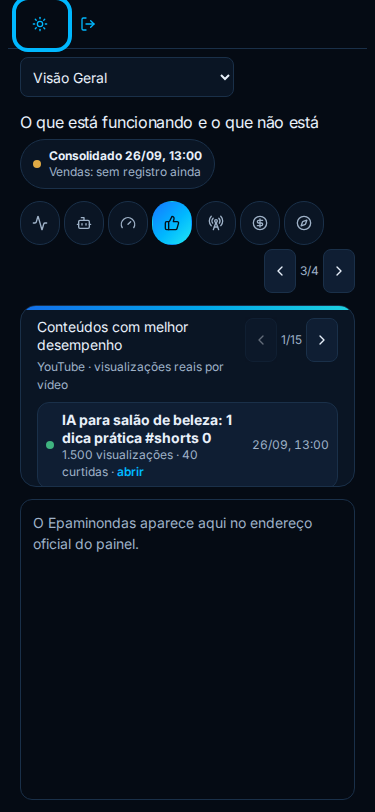 Visão Geral
O que está funcionando e o que não está
Consolidado 26/09, 13:00
Vendas: sem registro ainda
3/4
Conteúdos com melhor
desempenho
1/15
YouTube · visualizações reais por
vídeo
IA para salão de beleza: 1
dica prática #shorts 0
26/09, 13:00
1.500 visualizações · 40
curtidas · abrir
O Epaminondas aparece aqui no endereço
oficial do painel.